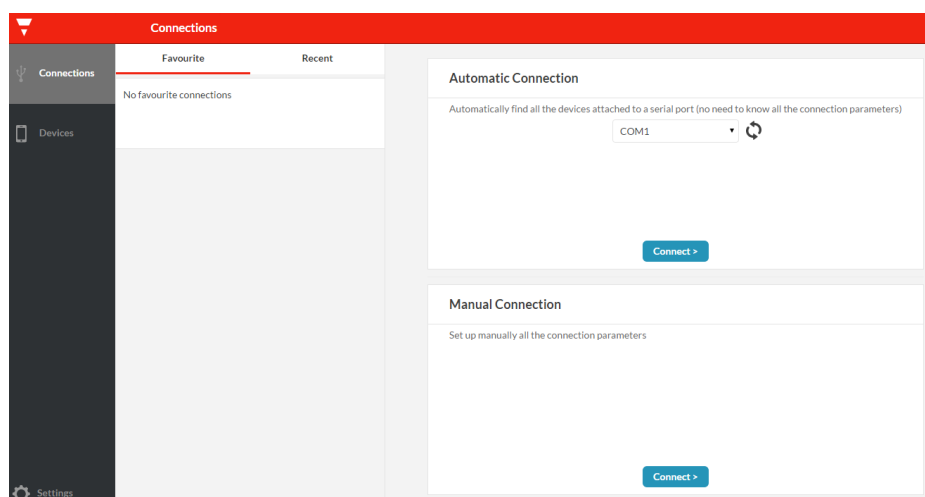 Connections
Connections
Devices
Settings
Favourite Recent
No favourite connections
Automatic Connection
Automatically find all the devices attached to a serial port (no need to know all the connection parameters)
COM1
Connect >
Manual Connection
Set up manually all the connection parameters
Connect >